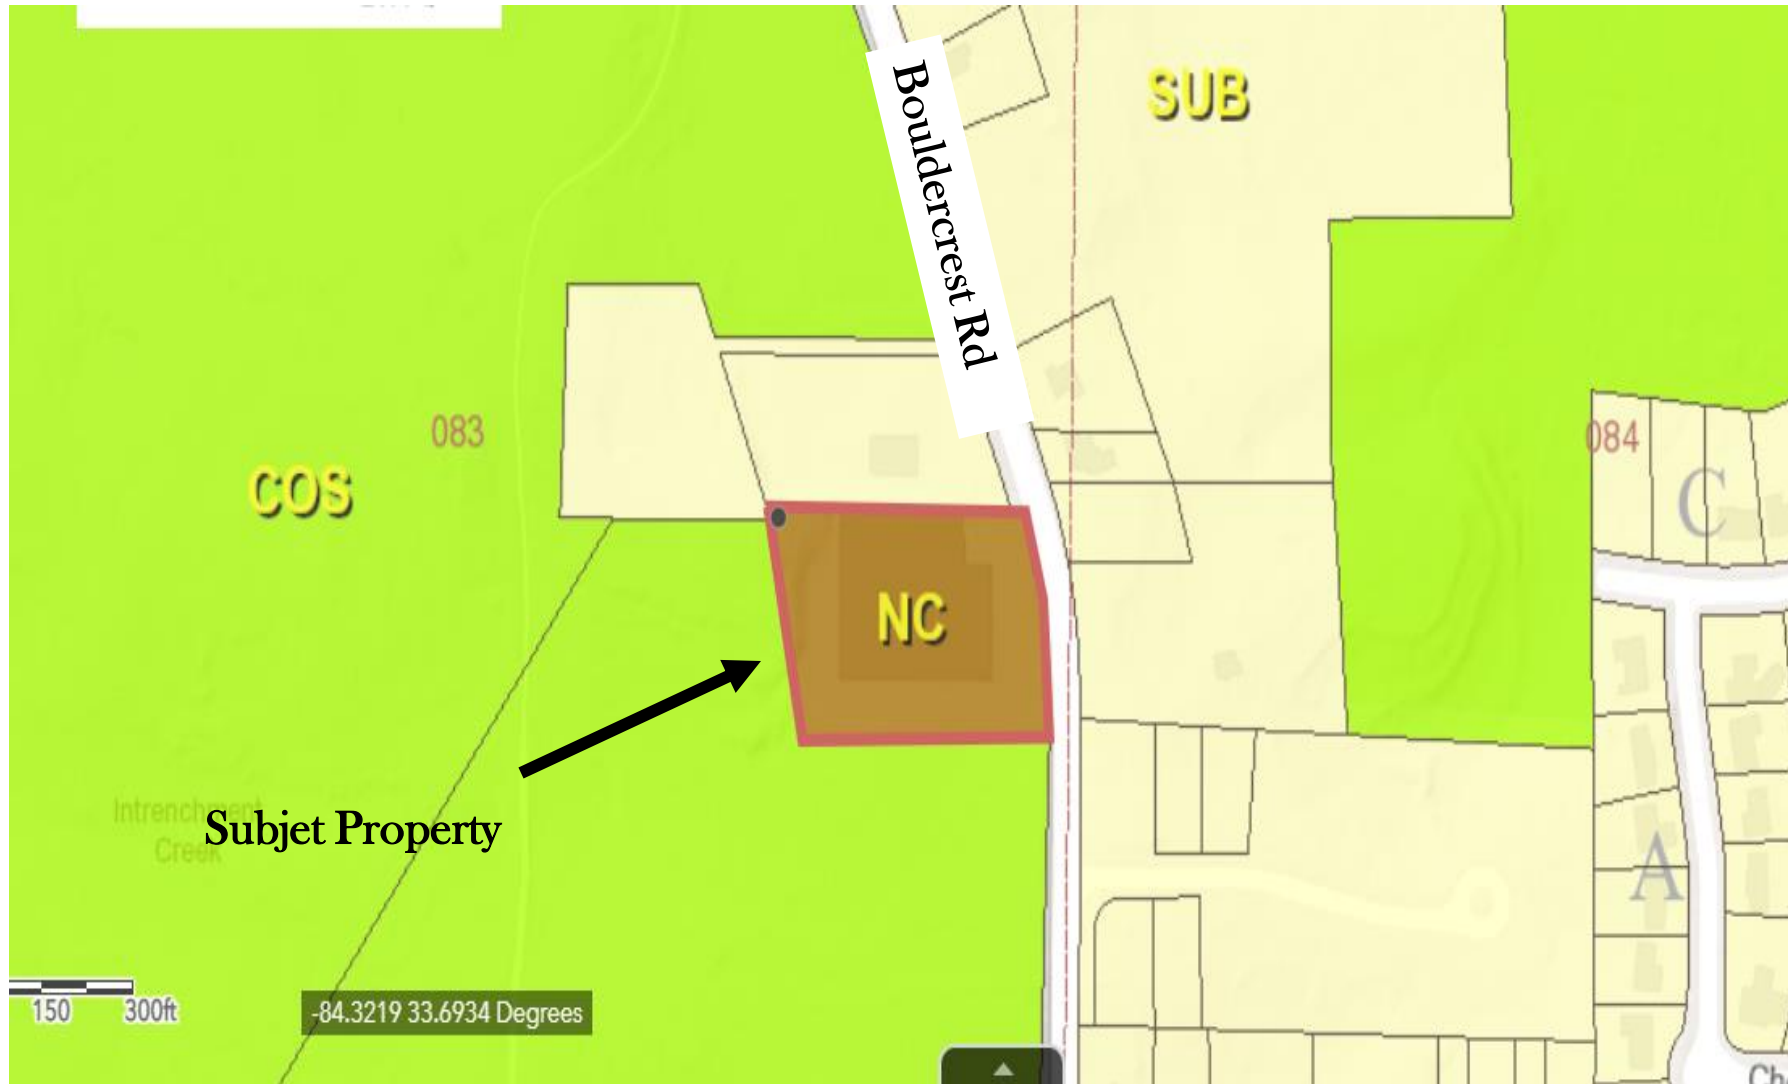 Bouldercrest Rd
SUB
083
084
COS
C
NC
Intrenchment
Creek
Subjet Property
A
150 300ft
-84.3219 33.6934 Degrees